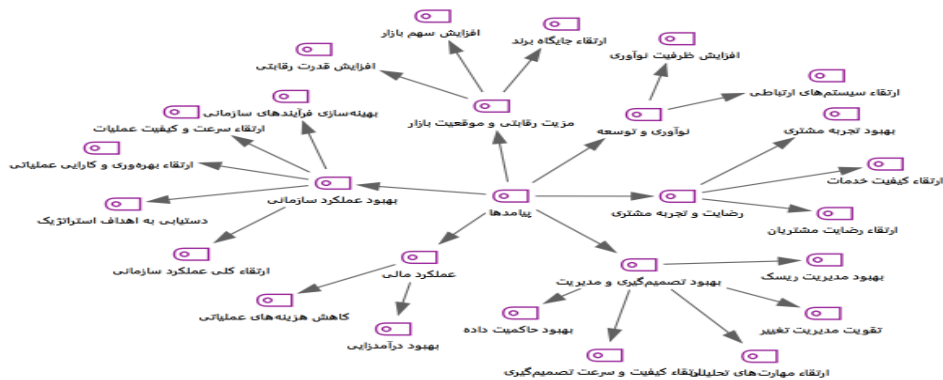 افزایش سهم بازار
ارتقاء جایگاه برند
افزایش قدرت رقابتی
افزایش ظرفیت نوآوری
ارتقاء سیستم‌های ارتباطی
بهینه‌سازی فرآیندهای سازمانی
مزیت رقابتی و موقعیت بازار
نوآوری و توسعه
بهبود تجربه مشتری
ارتقاء سرعت و کیفیت عملیات
ارتقاء بهره‌وری و کارایی عملیاتی
ارتقاء کیفیت خدمات
بهبود عملکرد سازمانی
پیامدها
رضایت و تجربه مشتری
دستیابی به اهداف استراتژیک
ارتقاء رضایت مشتریان
ارتقاء کلی عملکرد سازمانی
عملکرد مالی
بهبود تصمیم‌گیری و مدیریت
بهبود مدیریت ریسک
کاهش هزینه‌های عملیاتی
بهبود حاکمیت داده
تقویت مدیریت تغییر
بهبود درآمدزایی
ارتقاء کیفیت و سرعت تصمیم‌گیری
ارتقاء مهارت‌های